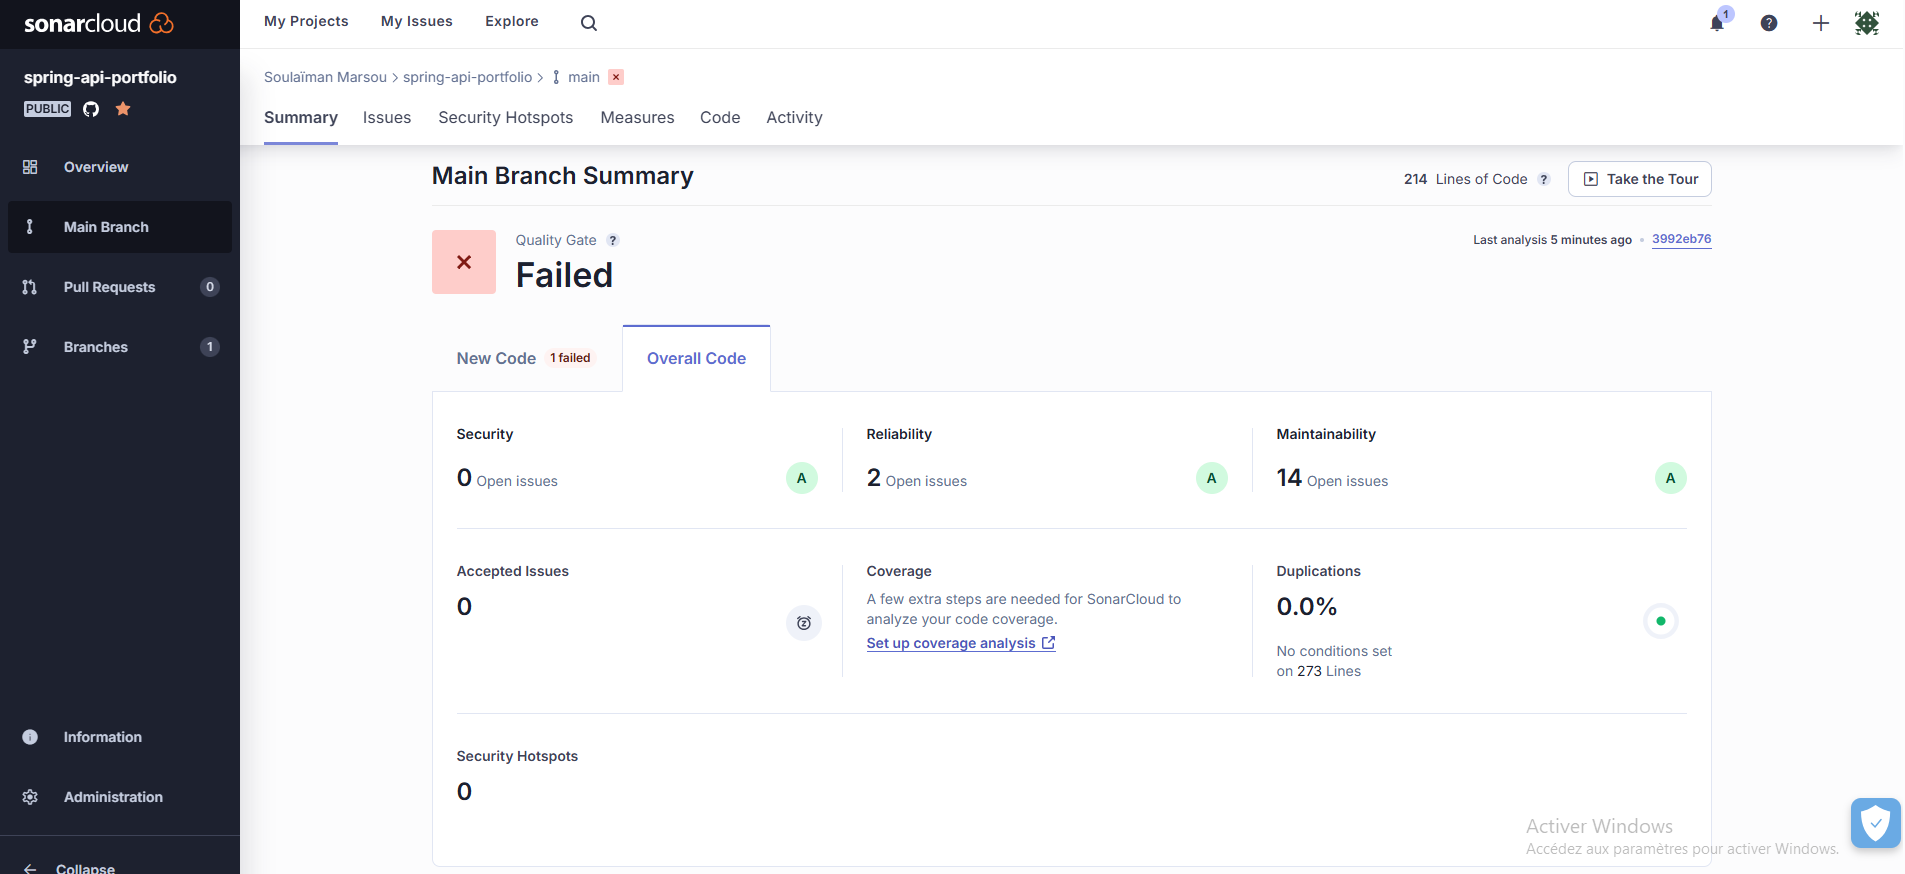 sonarcloud
My Projects My Issues Explore
1
?
spring-api-portfolio
PUBLIC
Overview
Main Branch
Pull Requests 0
Branches 1
Information
Administration
Collapse
Soulaïman Marsou > spring-api-portfolio > main
Summary Issues Security Hotspots Measures Code Activity
Main Branch Summary
214 Lines of Code ?
Take the Tour
Quality Gate ?
Failed
Last analysis 5 minutes ago • 3992eb76
New Code 1 failed
Overall Code
Security
0 Open issues A
Reliability
2 Open issues A
Maintainability
14 Open issues A
Accepted Issues
0
Coverage
A few extra steps are needed for SonarCloud to
analyze your code coverage.
Set up coverage analysis
Duplications
0.0%
No conditions set
on 273 Lines
Security Hotspots
0
Activer Windows
Accédez aux paramètres pour activer Windows.